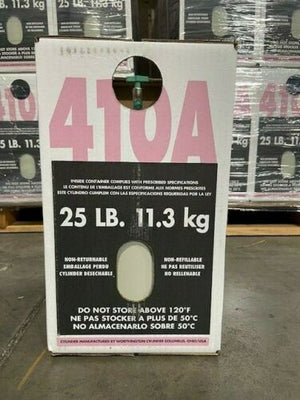 410A
INSIDE CONTAINER COMPLIES WITH PRESCRIBED SPECIFICATIONS
LE CONTENU DE L'EMBALLAGE EST CONFORME AUX NORMES PRESCRITES
ESTE CYLINDRO CUMPLE CON LAS ESPECIFICACIONES REQUERIDAS POR LA LEY
25 LB. 11.3 kg
NON-RETURNABLE
EMBALLAGE PERDU
CYLINDER DESECHABLE
NON-REFILLABLE
NE PAS REUTILISER
NO RELLENABLE
DO NOT STORE ABOVE 120°F
NE PAS STOCKER A PLUS DE 50°C
NO ALMACENARLO SOBRE 50°C
CYLINDER MANUFACTURED BY WORTHINGTON CYLINDER COLUMBUS, OHIO/USA